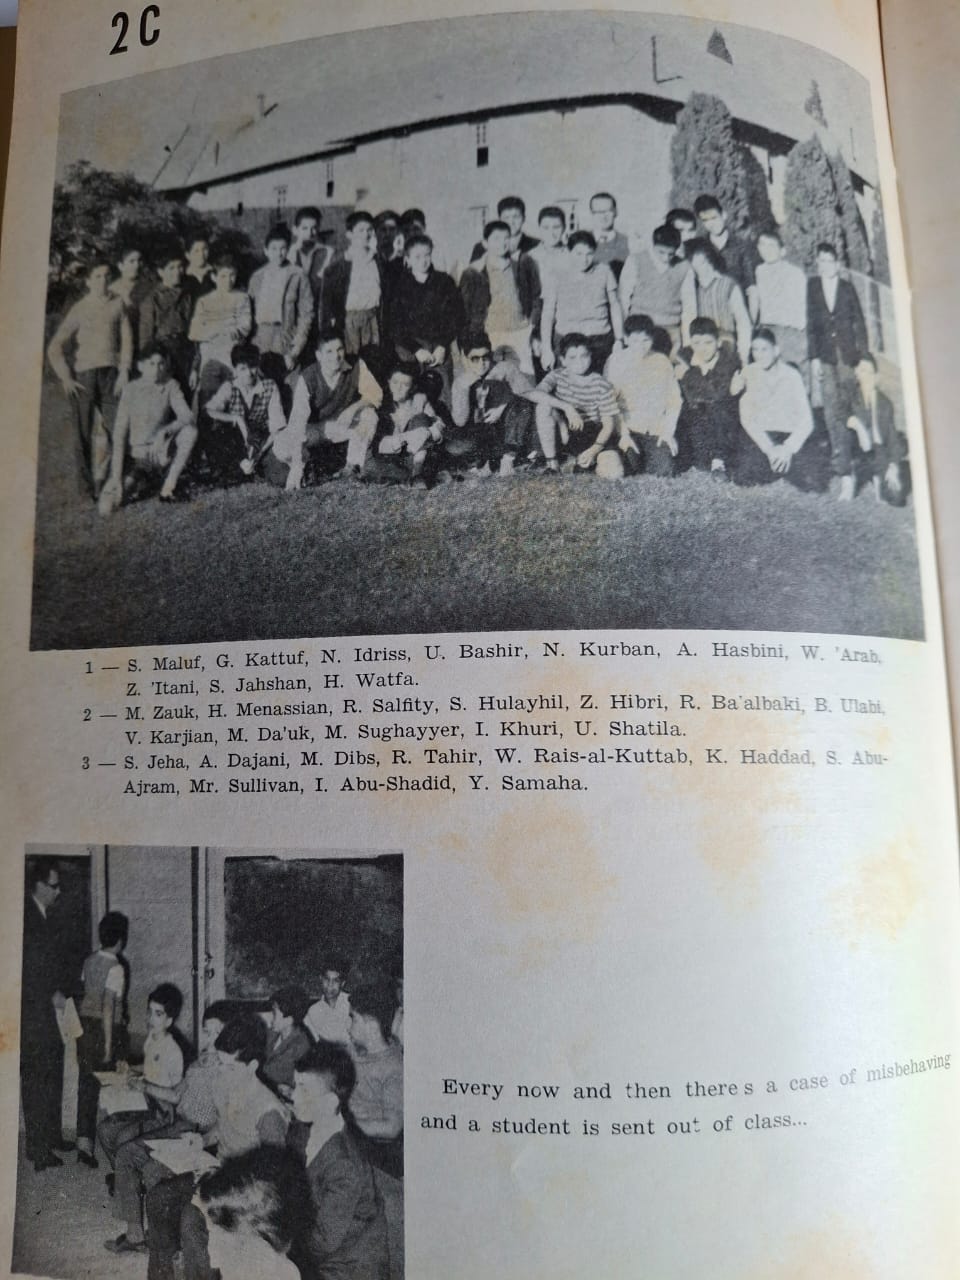 2C
1 — S. Maluf, G. Kattuf, N. Idriss, U. Bashir, N. Kurban, A. Hasbini, W. 'Arab,
Z. 'Itani, S. Jahshan, H. Watfa.
2 — M. Zauk, H. Menassian, R. Salfity, S. Hulayhil, Z. Hibri, R. Ba'albaki, B. Ulabi,
V. Karjian, M. Da'uk, M. Sughayyer, I. Khuri, U. Shatila.
3 — S. Jeha, A. Dajani, M. Dibs, R. Tahir, W. Rais-al-Kuttab, K. Haddad, S. Abu-
Ajram, Mr. Sullivan, I. Abu-Shadid, Y. Samaha.
Every now and then there s a case of misbehaving
and a student is sent out of class...